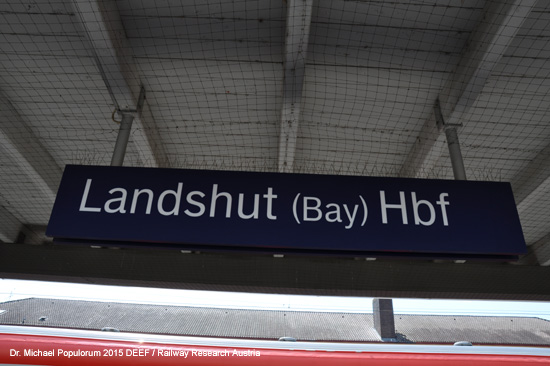 Landshut (Bay) Hbf
Dr. Michael Populorum 2015 DEEF / Railway Research Austria